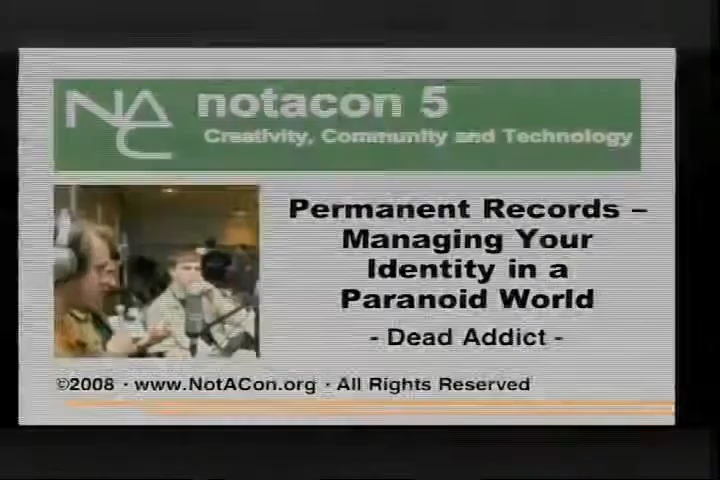 NAC
notacon 5
Creativity, Community and Technology
Permanent Records –
Managing Your
Identity in a
Paranoid World
- Dead Addict -
©2008 · www.NotACon.org · All Rights Reserved